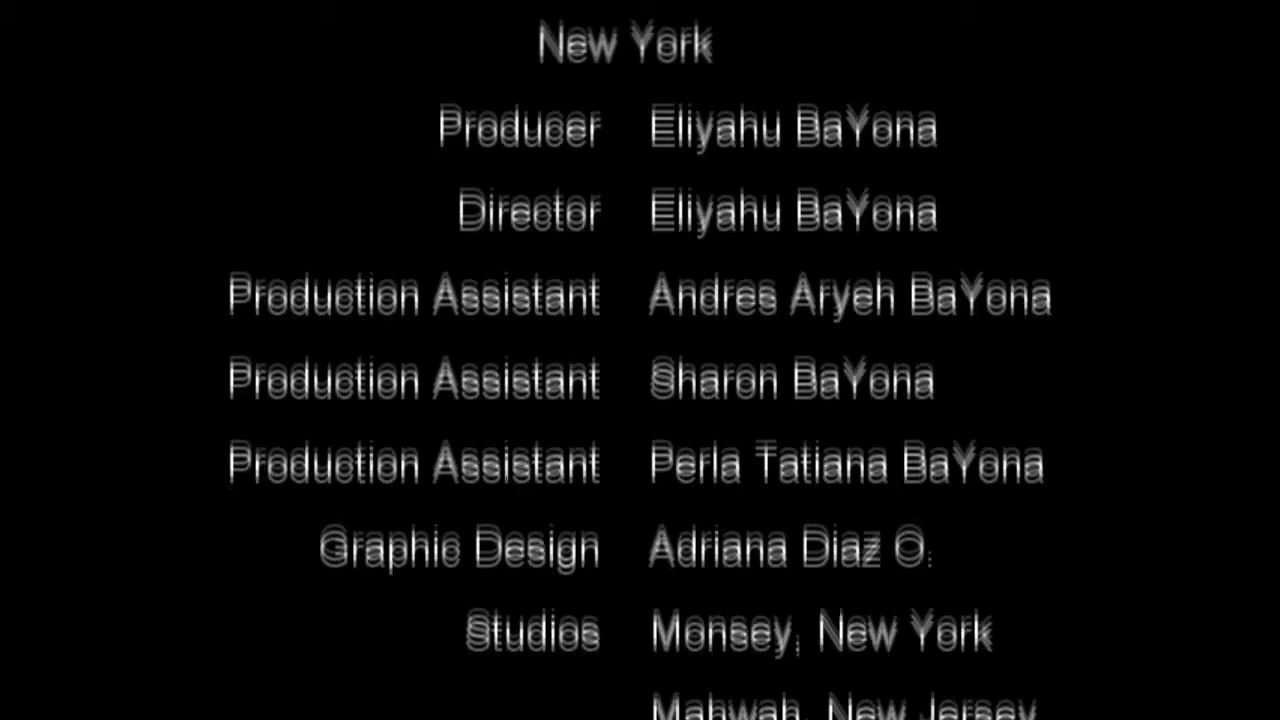 New York
Producer Eliyahu BaYona
Director Eliyahu BaYona
Production Assistant Andres Aryeh BaYona
Production Assistant Sharon BaYona
Production Assistant Perla Tatiana BaYona
Graphic Design Adriana Diaz O.
Studios Monsey, New York
Mahwah, New Jersey